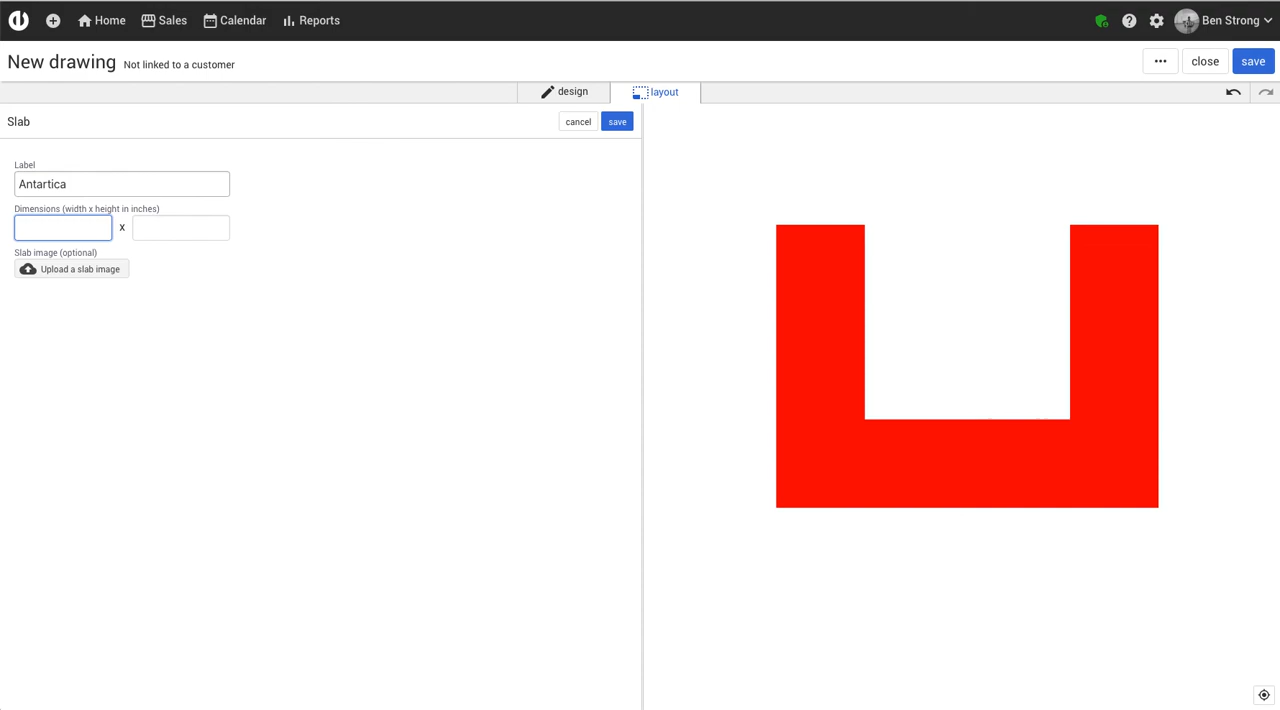 Home Sales Calendar Reports Ben Strong
New drawing Not linked to a customer ••• close save
design layout
Slab cancel save
Label
Antartica
Dimensions (width x height in inches)
x
Slab image (optional)
Upload a slab image